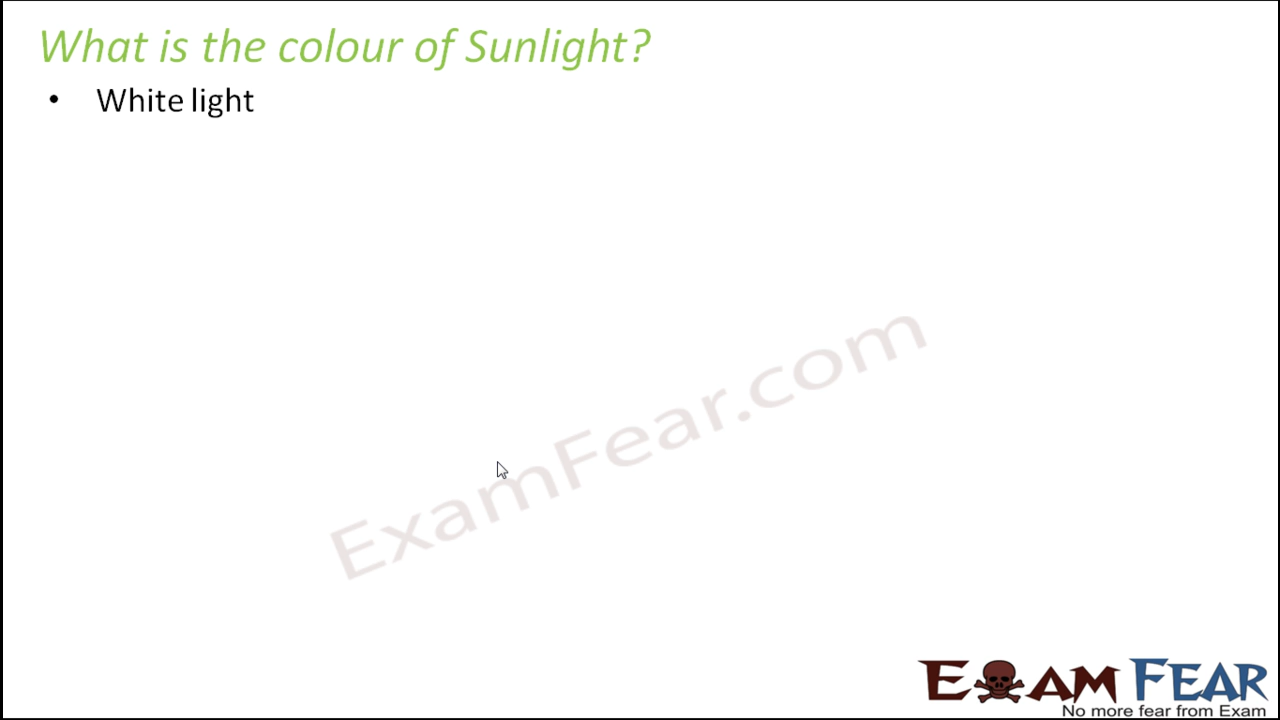 What is the colour of Sunlight?
• White light
ExamFear.com
EXAM FEAR
No more fear from Exam